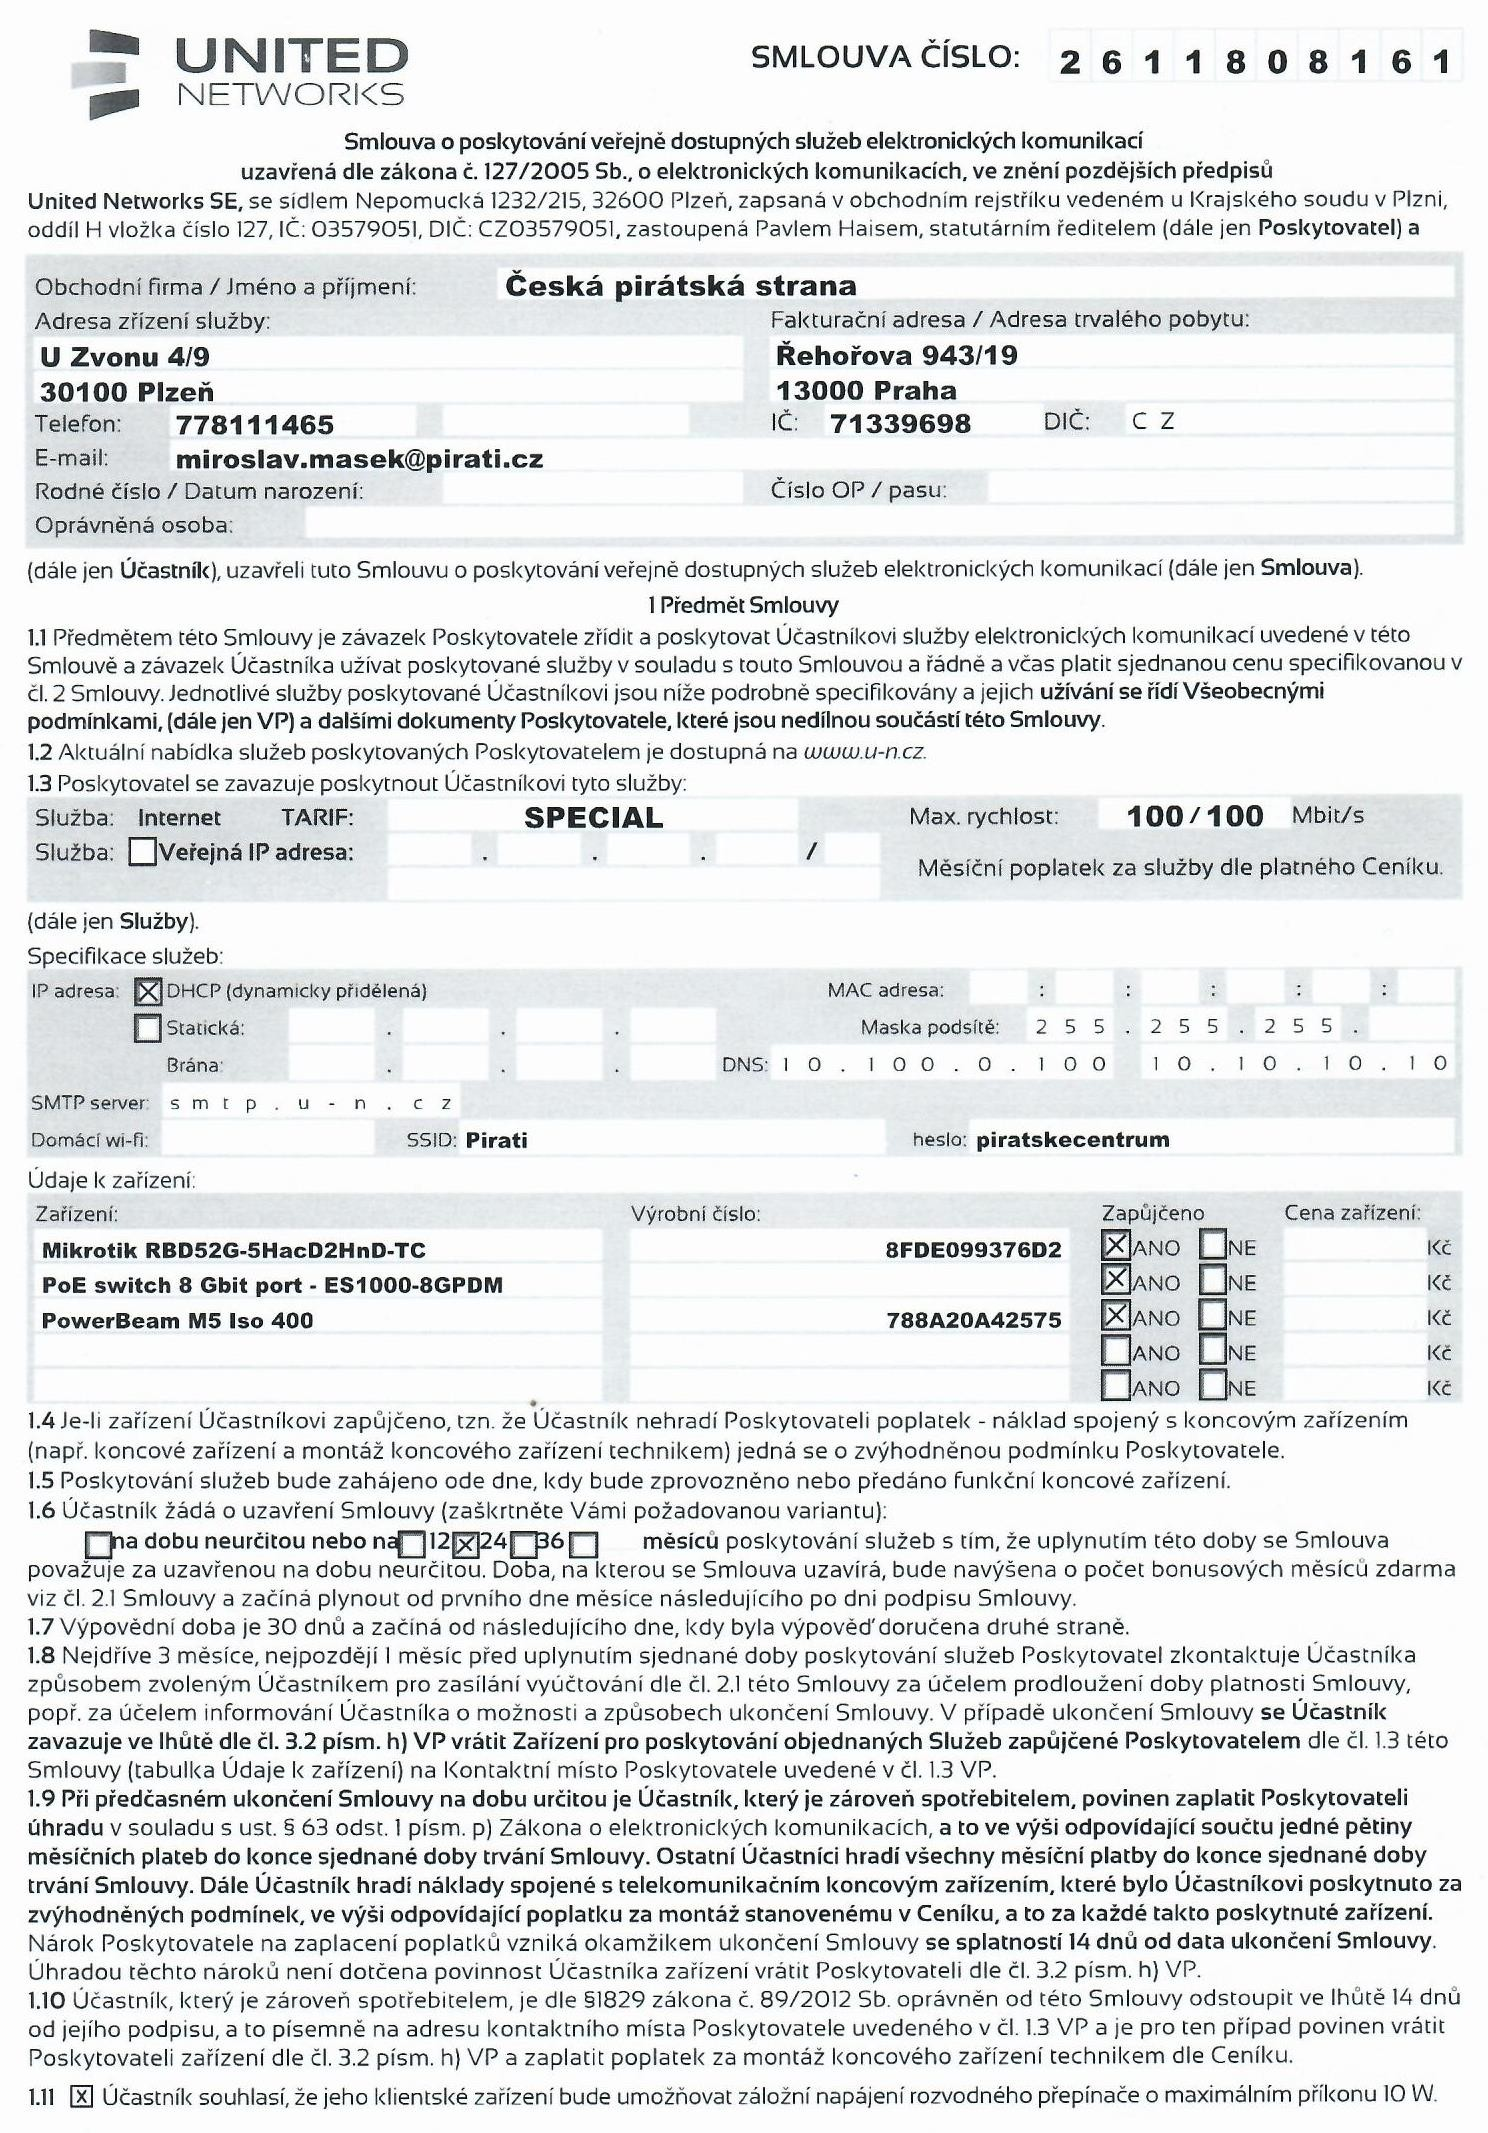 UNITED
NETWORKS
SMLOUVA ČÍSLO: 2611808161
Smlouva o poskytování veřejně dostupných služeb elektronických komunikací
uzavřená dle zákona č. 127/2005 Sb., o elektronických komunikacích, ve znění pozdějších předpisů
United Networks SE, se sídlem Nepomucká 1232/215, 32600 Plzeň, zapsaná v obchodním rejstříku vedeném u Krajského soudu v Plzni,
oddíl H vložka číslo 127, IČ: 03579051, DIČ: CZ03579051, zastoupená Pavlem Haisem, statutárním ředitelem (dále jen Poskytovatel) a
Obchodní firma / Jméno a příjmení: Česká pirátská strana
Adresa zřízení služby: Fakturační adresa / Adresa trvalého pobytu:
U Zvonu 4/9 Řehořova 943/19
30100 Plzeň 13000 Praha
Telefon: 778111465 IČ: 71339698 DIČ: C Z
E-mail: miroslav.masek@pirati.cz
Rodné číslo / Datum narození: Číslo OP / pasu:
Oprávněná osoba:
(dále jen Účastník), uzavřeli tuto Smlouvu o poskytování veřejně dostupných služeb elektronických komunikací (dále jen Smlouva).
1 Předmět Smlouvy
1.1 Předmětem této Smlouvy je závazek Poskytovatele zřídit a poskytovat Účastníkovi služby elektronických komunikací uvedené v této
Smlouvě a závazek Účastníka užívat poskytované služby v souladu s touto Smlouvou a řádně a včas platit sjednanou cenu specifikovanou v
čl. 2 Smlouvy. Jednotlivé služby poskytované Účastníkovi jsou níže podrobně specifikovány a jejich užívání se řídí Všeobecnými
podmínkami, (dále jen VP) a dalšími dokumenty Poskytovatele, které jsou nedílnou součástí této Smlouvy.
1.2 Aktuální nabídka služeb poskytovaných Poskytovatelem je dostupná na www.u-n.cz.
1.3 Poskytovatel se zavazuje poskytnout Účastníkovi tyto služby:
Služba: Internet TARIF: SPECIAL Max. rychlost: 100/100 Mbit/s
Služba: ☐ Veřejná IP adresa: . . . /
Měsíční poplatek za služby dle platného Ceníku.
(dále jen Služby).
Specifikace služeb:
IP adresa: ☒ DHCP (dynamicky přidělená) MAC adresa: : : : : :
☐ Statická: . . . Maska podsítě: 255.255.255.
Brána: . . . DNS: 10.100.0.100 10.10.10.10
SMTP server: smtp.u-n.cz
Domácí wi-fi: SSID: Pirati heslo: piratskecentrum
Údaje k zařízení:
Zařízení: Výrobní číslo: Zapůjčeno Cena zařízení:
Mikrotik RBD52G-5HacD2HnD-TC 8FDE099376D2 ☒ ANO ☐ NE Kč
PoE switch 8 Gbit port - ES1000-8GPDM ☒ ANO ☐ NE Kč
PowerBeam M5 Iso 400 788A20A42575 ☒ ANO ☐ NE Kč
☐ ANO ☐ NE Kč
☐ ANO ☐ NE Kč
1.4 Je-li zařízení Účastníkovi zapůjčeno, tzn. že Účastník nehradí Poskytovateli poplatek - náklad spojený s koncovým zařízením
(např. koncové zařízení a montáž koncového zařízení technikem) jedná se o zvýhodněnou podmínku Poskytovatele.
1.5 Poskytování služeb bude zahájeno ode dne, kdy bude zprovozněno nebo předáno funkční koncové zařízení.
1.6 Účastník žádá o uzavření Smlouvy (zaškrtněte Vámi požadovanou variantu):
☐ na dobu neurčitou nebo na ☐ 12 ☒ 24 ☐ 36 ☐ měsíců poskytování služeb s tím, že uplynutím této doby se Smlouva
považuje za uzavřenou na dobu neurčitou. Doba, na kterou se Smlouva uzavírá, bude navýšena o počet bonusových měsíců zdarma
viz čl. 2.1 Smlouvy a začíná plynout od prvního dne měsíce následujícího po dni podpisu Smlouvy.
1.7 Výpovědní doba je 30 dnů a začíná od následujícího dne, kdy byla výpověď doručena druhé straně.
1.8 Nejdříve 3 měsíce, nejpozději 1 měsíc před uplynutím sjednané doby poskytování služeb Poskytovatel zkontaktuje Účastníka
způsobem zvoleným Účastníkem pro zasílání vyúčtování dle čl. 2.1 této Smlouvy za účelem prodloužení doby platnosti Smlouvy,
popř. za účelem informování Účastníka o možnosti a způsobech ukončení Smlouvy. V případě ukončení Smlouvy se Účastník
zavazuje ve lhůtě dle čl. 3.2 písm. h) VP vrátit Zařízení pro poskytování objednaných Služeb zapůjčené Poskytovatelem dle čl. 1.3 této
Smlouvy (tabulka Údaje k zařízení) na Kontaktní místo Poskytovatele uvedené v čl. 1.3 VP.
1.9 Při předčasném ukončení Smlouvy na dobu určitou je Účastník, který je zároveň spotřebitelem, povinen zaplatit Poskytovateli
úhradu v souladu s ust. § 63 odst. 1 písm. p) Zákona o elektronických komunikacích, a to ve výši odpovídající součtu jedné pětiny
měsíčních plateb do konce sjednané doby trvání Smlouvy. Ostatní Účastníci hradí všechny měsíční platby do konce sjednané doby
trvání Smlouvy. Dále Účastník hradí náklady spojené s telekomunikačním koncovým zařízením, které bylo Účastníkovi poskytnuto za
zvýhodněných podmínek, ve výši odpovídající poplatku za montáž stanovenému v Ceníku, a to za každé takto poskytnuté zařízení.
Nárok Poskytovatele na zaplacení poplatků vzniká okamžikem ukončení Smlouvy se splatností 14 dnů od data ukončení Smlouvy.
Úhradou těchto nároků není dotčena povinnost Účastníka zařízení vrátit Poskytovateli dle čl. 3.2 písm. h) VP.
1.10 Účastník, který je zároveň spotřebitelem, je dle §1829 zákona č. 89/2012 Sb. oprávněn od této Smlouvy odstoupit ve lhůtě 14 dnů
od jejího podpisu, a to písemně na adresu kontaktního místa Poskytovatele uvedeného v čl. 1.3 VP a je pro ten případ povinen vrátit
Poskytovateli zařízení dle čl. 3.2 písm. h) VP a zaplatit poplatek za montáž koncového zařízení technikem dle Ceníku.
1.11 ☒ Účastník souhlasí, že jeho klientské zařízení bude umožňovat záložní napájení rozvodného přepínače o maximálním příkonu 10 W.